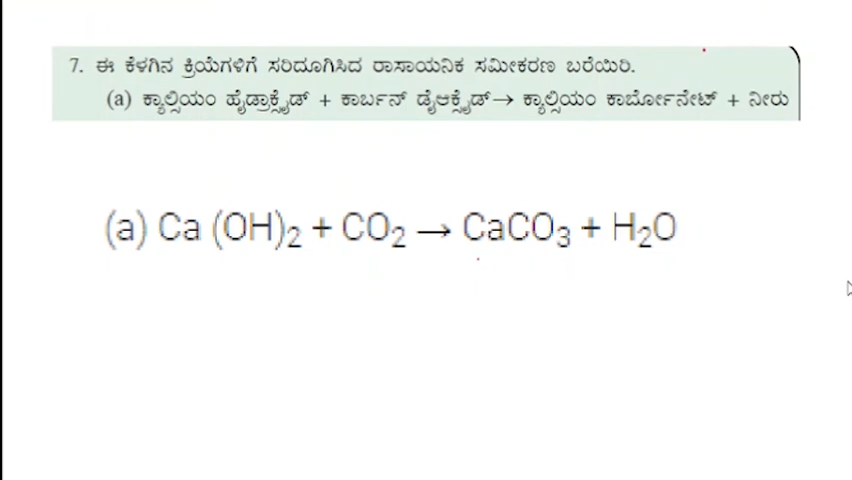 7. ಈ ಕೆಳಗಿನ ಕ್ರಿಯೆಗಳಿಗೆ ಸರಿದೂಗಿಸಿದ ರಾಸಾಯನಿಕ ಸಮೀಕರಣ ಬರೆಯಿರಿ.
(a) ಕ್ಯಾಲ್ಸಿಯಂ ಹೈಡ್ರಾಕ್ಸೈಡ್ + ಕಾರ್ಬನ್ ಡೈಆಕ್ಸೈಡ್→ ಕ್ಯಾಲ್ಸಿಯಂ ಕಾರ್ಬೋನೇಟ್ + ನೀರು
(a) Ca (OH)₂ + CO₂ → CaCO₃ + H₂O